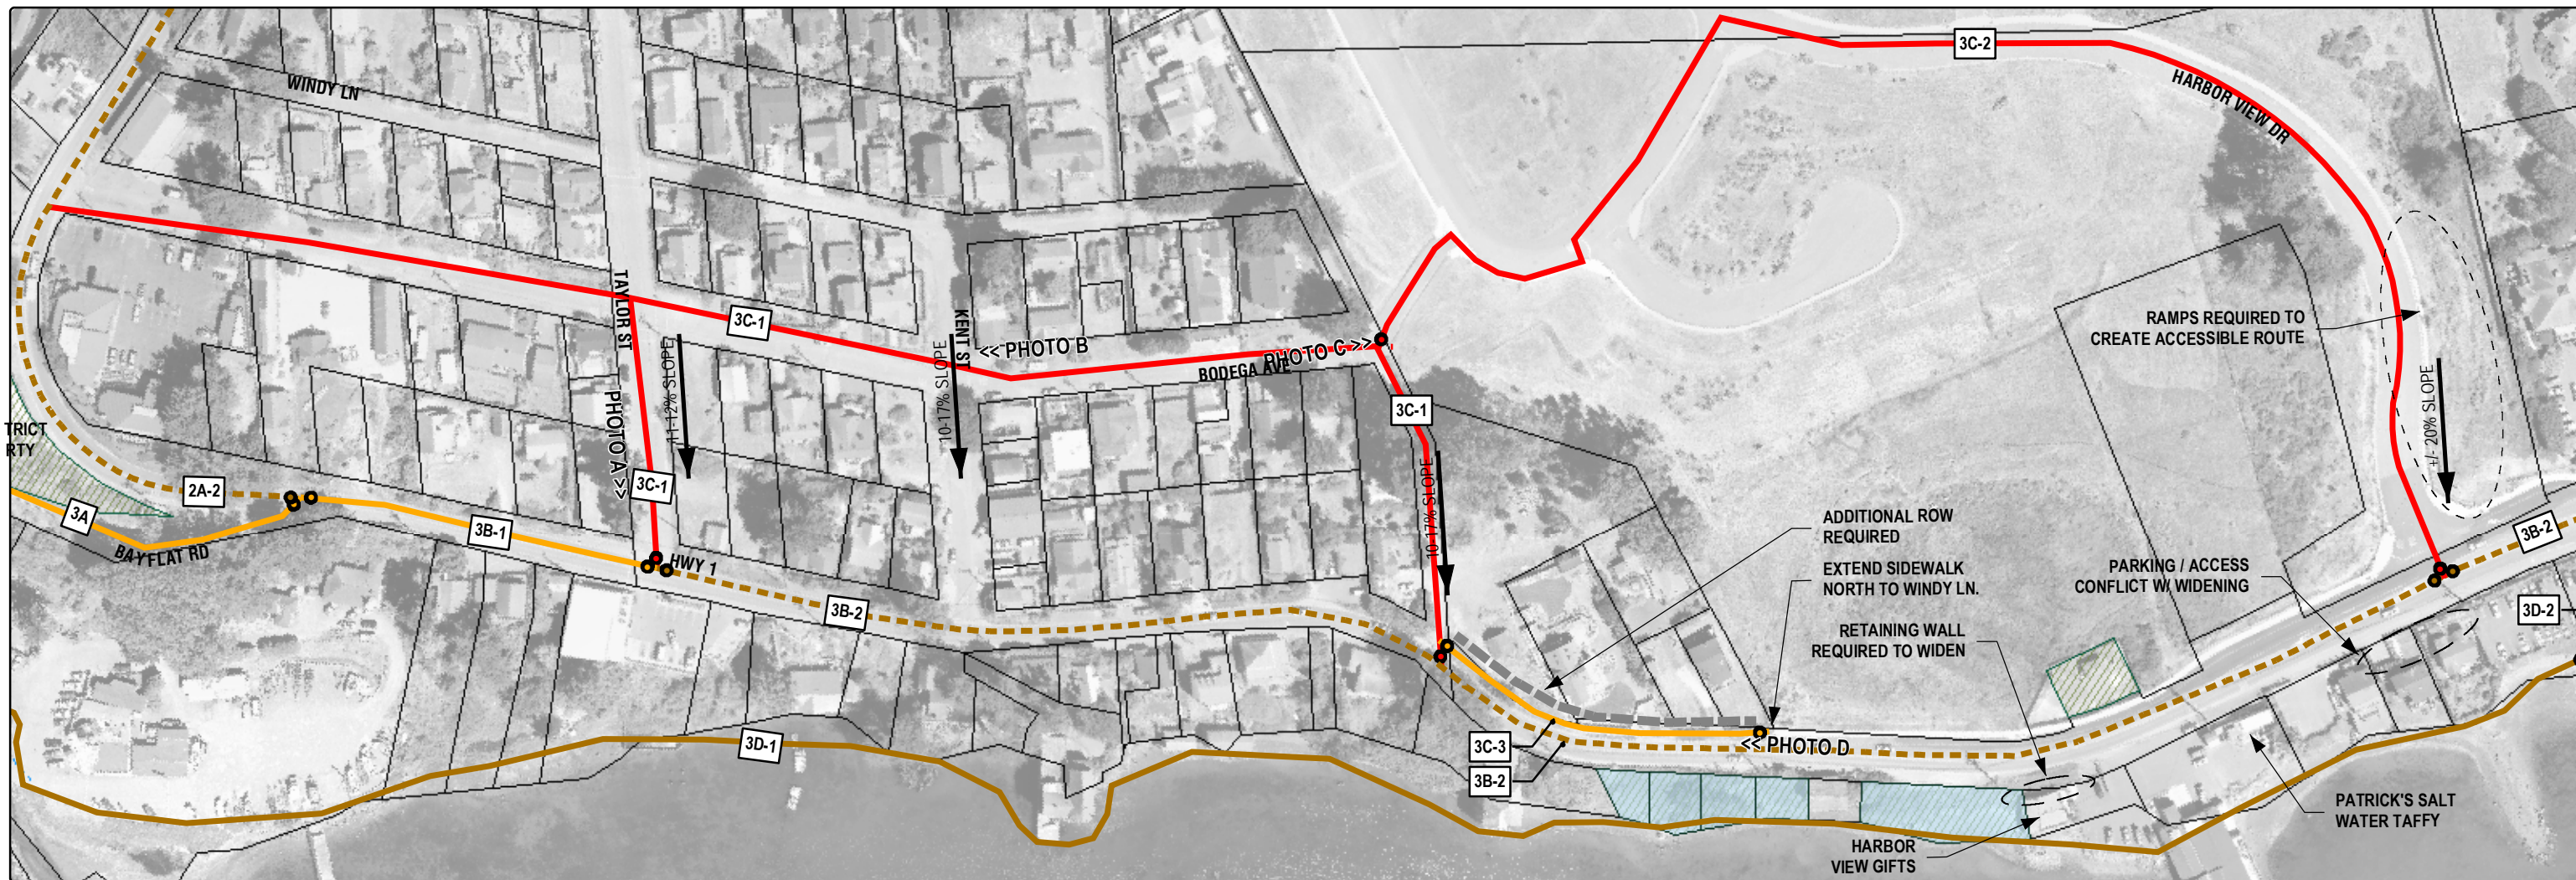 3C-2
HARBOR VIEW DR
WINDY LN
TAYLOR ST
3C-1
KENT ST
<< PHOTO B
PHOTO C >>
BODEGA AVE
RAMPS REQUIRED TO
CREATE ACCESSIBLE ROUTE
+/- 20% SLOPE
11-12% SLOPE
10-17% SLOPE
PHOTO A >>
3C-1
3C-1
10-17% SLOPE
TRICT
RTY
2A-2
3A
BAY FLAT RD
3B-1
HWY 1
3B-2
ADDITIONAL ROW
REQUIRED
EXTEND SIDEWALK
NORTH TO WINDY LN.
RETAINING WALL
REQUIRED TO WIDEN
PARKING / ACCESS
CONFLICT W/ WIDENING
3B-2
3D-2
3D-1
3C-3
3B-2
<< PHOTO D
HARBOR
VIEW GIFTS
PATRICK'S SALT
WATER TAFFY